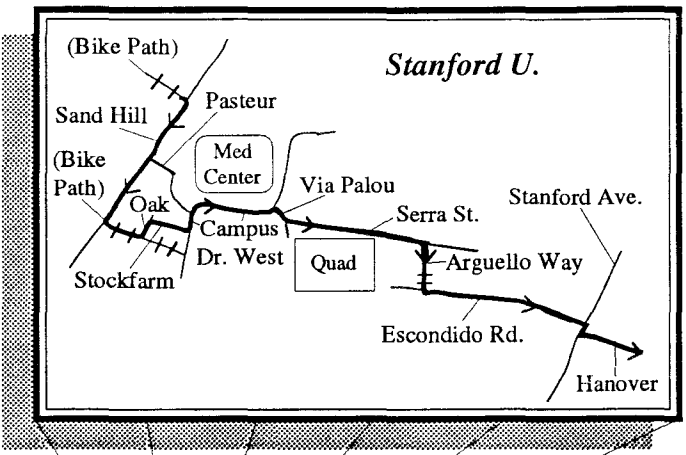 (Bike Path)
Stanford U.
Pasteur
Sand Hill
Med
Center
(Bike
Path)
Via Palou
Stanford Ave.
Oak
Serra St.
Campus
Dr. West
Quad
Arguello Way
Stockfarm
Escondido Rd.
Hanover